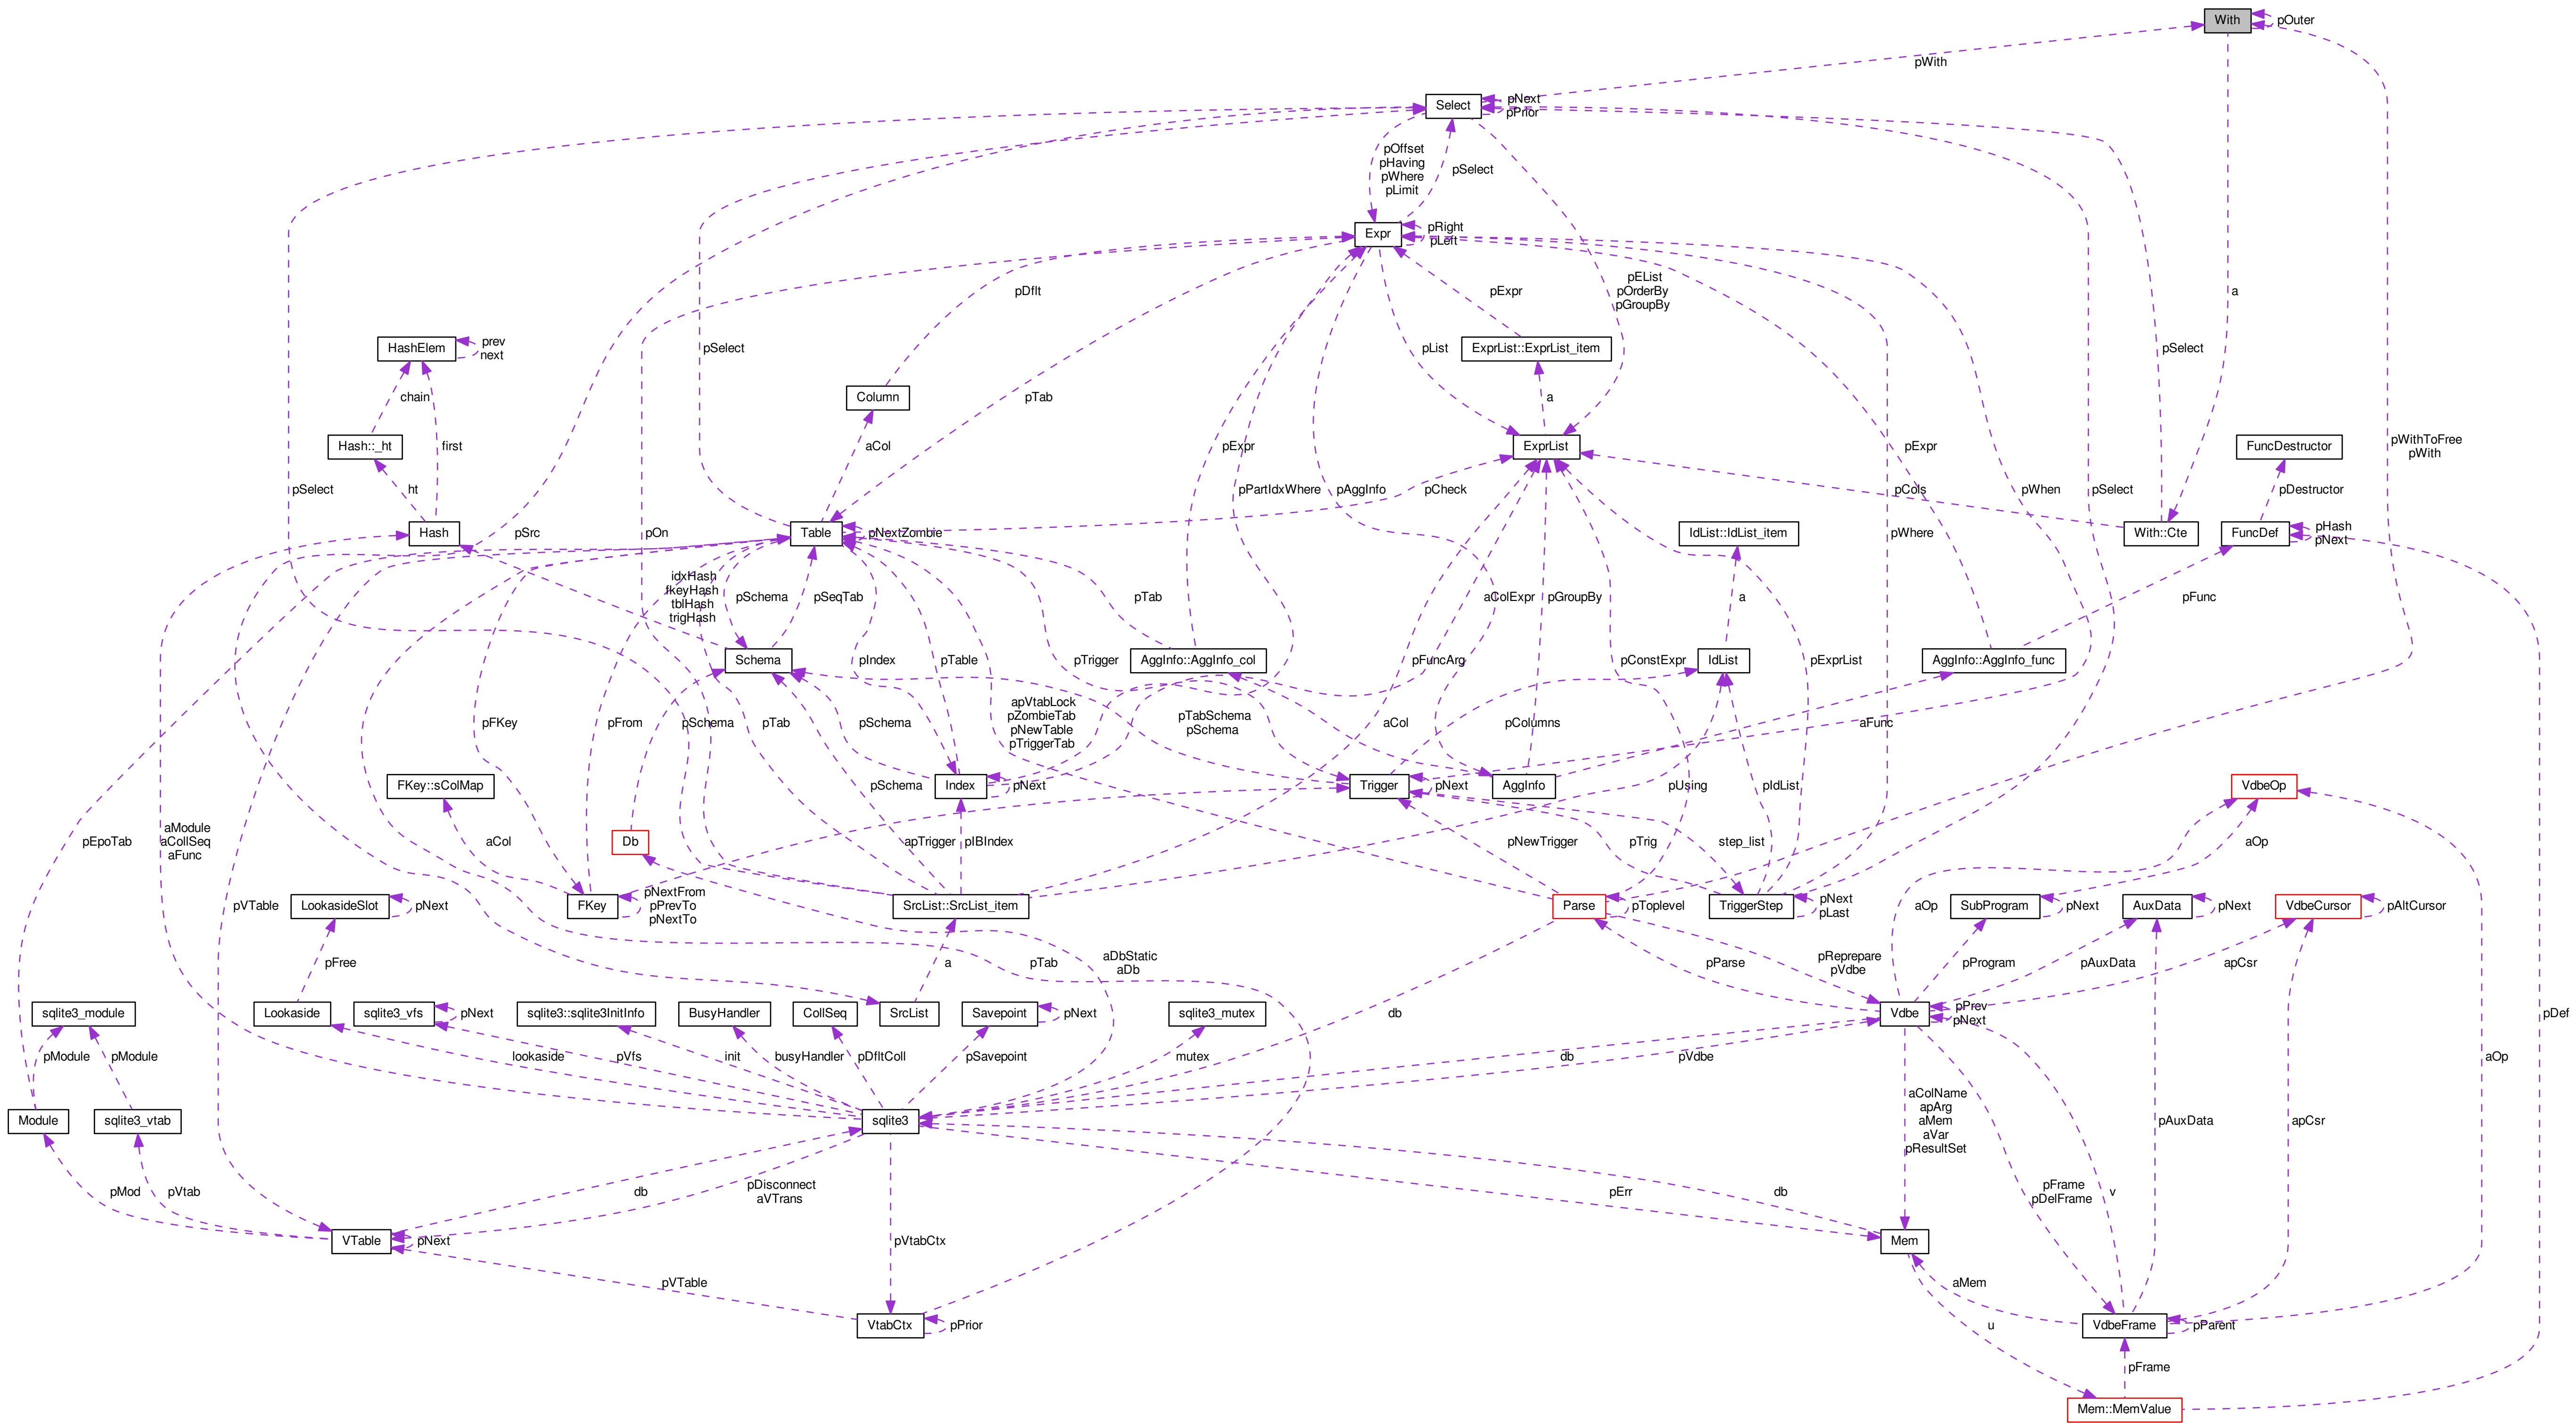 With
pOuter
pWith
Select
pNext
pPrior
pOffset
pHaving
pWhere
pLimit
pSelect
Expr
pRight
pLeft
pEList
pOrderBy
pGroupBy
pDflt
pExpr
a
HashElem
prev
next
pSelect
pList
ExprList::ExprList_item
pSelect
chain
Column
pTab
a
Hash::_ht
first
aCol
pExpr
ExprList
pExpr
FuncDestructor
pWithToFree
pWith
ht
pSelect
pSrc
pOn
pPartIdxWhere
pAggInfo
pCheck
pWhen
pSelect
pCols
pDestructor
Hash
Table
pNextZombie
IdList::IdList_item
pWhere
With::Cte
FuncDef
pHash
pNext
idxHash
fkeyHash
tblHash
trigHash
pSchema
pSeqTab
pTab
aColExpr
pGroupBy
a
pFunc
Schema
pIndex
pTable
pTrigger
AggInfo::AggInfo_col
pFuncArg
pConstExpr
IdList
pExprList
AggInfo::AggInfo_func
pFKey
pFrom
pSchema
pTab
pSchema
apVtabLock
pZombieTab
pNewTable
pTriggerTab
pTabSchema
pSchema
aCol
pColumns
aFunc
FKey::sColMap
pSchema
Index
pNext
Trigger
pNext
AggInfo
pUsing
pIdList
VdbeOp
pEpoTab
aModule
aCollSeq
aFunc
aCol
Db
apTrigger
pIBIndex
pNewTrigger
pTrig
step_list
aOp
pVTable
LookasideSlot
pNext
FKey
pNextFrom
pPrevTo
pNextTo
SrcList::SrcList_item
Parse
pToplevel
TriggerStep
pNext
pLast
aOp
SubProgram
pNext
AuxData
pNext
VdbeCursor
pAltCursor
pFree
a
aDbStatic
aDb
pTab
pParse
pReprepare
pVdbe
pProgram
pAuxData
apCsr
sqlite3_module
Lookaside
sqlite3_vfs
pNext
sqlite3::sqlite3InitInfo
BusyHandler
CollSeq
SrcList
Savepoint
pNext
sqlite3_mutex
db
Vdbe
pPrev
pNext
pDef
pModule
pModule
lookaside
pVfs
init
busyHandler
pDfltColl
pSavepoint
mutex
db
pVdbe
aOp
Module
sqlite3_vtab
sqlite3
aColName
apArg
aMem
aVar
pResultSet
pAuxData
apCsr
pMod
pVtab
db
pDisconnect
aVTrans
pErr
db
pFrame
pDelFrame
v
VTable
pNext
pVtabCtx
Mem
pVTable
aMem
VtabCtx
pPrior
u
VdbeFrame
pParent
pFrame
Mem::MemValue